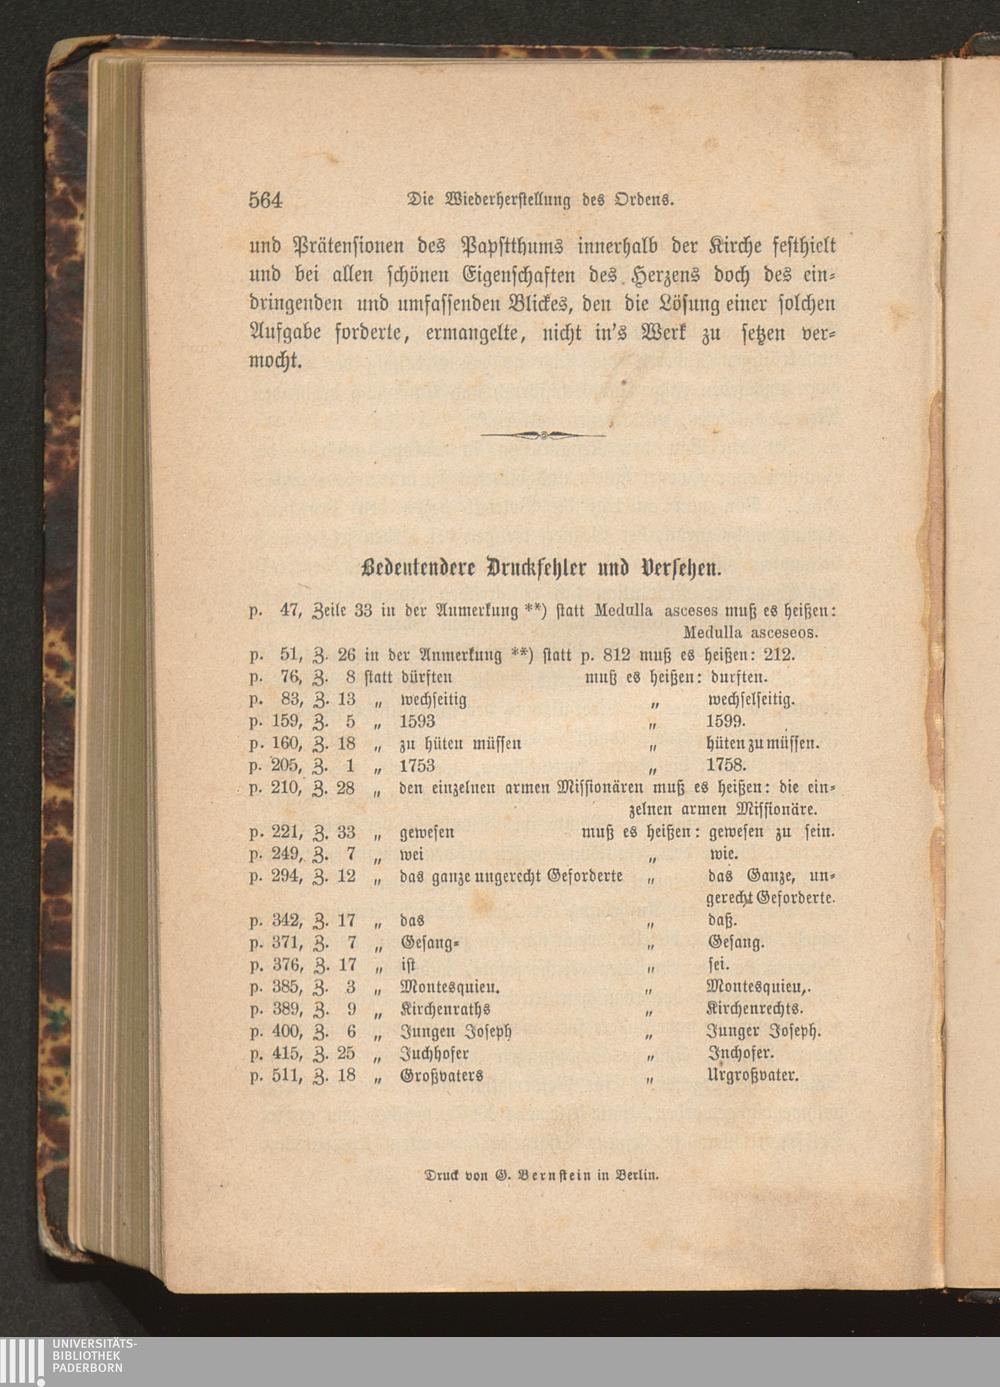 564 Die Wiederherstellung des Ordens.
und Prätensionen des Papstthums innerhalb der Kirche festhielt
und bei allen schönen Eigenschaften des Herzens doch des ein-
dringenden und umfassenden Blickes, den die Lösung einer solchen
Aufgabe forderte, ermangelte, nicht in's Werk zu setzen ver-
mocht.
Bedeutendere Druckfehler und Versehen.
p. 47, Zeile 33 in der Anmerkung **) statt Medulla asceses muß es heißen:
Medulla asceseos.
p. 51, Z. 26 in der Anmerkung **) statt p. 812 muß es heißen: 212.
p. 76, Z. 8 statt dürften muß es heißen: durften.
p. 83, Z. 13 „ wechseitig „ wechselseitig.
p. 159, Z. 5 „ 1593 „ 1599.
p. 160, Z. 18 „ zu hüten müssen „ hüten zu müssen.
p. 205, Z. 1 „ 1753 „ 1758.
p. 210, Z. 28 „ den einzelnen armen Missionären muß es heißen: die ein-
zelnen armen Missionäre.
p. 221, Z. 33 „ gewesen muß es heißen: gewesen zu sein.
p. 249, Z. 7 „ wei „ wie.
p. 294, Z. 12 „ das ganze ungerecht Geforderte „ das Ganze, un-
gerecht Geforderte.
p. 342, Z. 17 „ das „ daß.
p. 371, Z. 7 „ Gesang- „ Gesang.
p. 376, Z. 17 „ ist „ sei.
p. 385, Z. 3 „ Montesquieu. „ Montesquieu,.
p. 389, Z. 9 „ Kirchenraths „ Kirchenrechts.
p. 400, Z. 6 „ Jungen Joseph „ Junger Joseph.
p. 415, Z. 25 „ Juchhofer „ Inchofer.
p. 511, Z. 18 „ Großvaters „ Urgroßvater.
Druck von G. Bernstein in Berlin.
UNIVERSITÄTS-
BIBLIOTHEK
PADERBORN